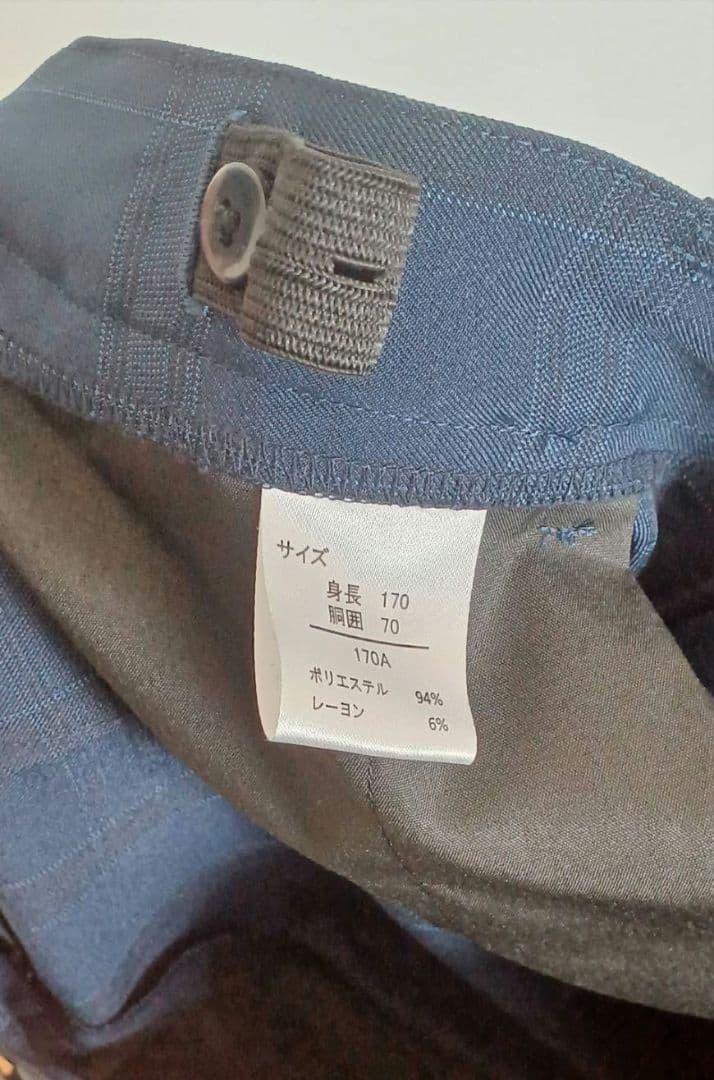 サイズ
身長 170
胴囲 70
170A
ポリエステル 94%
レーヨン 6%